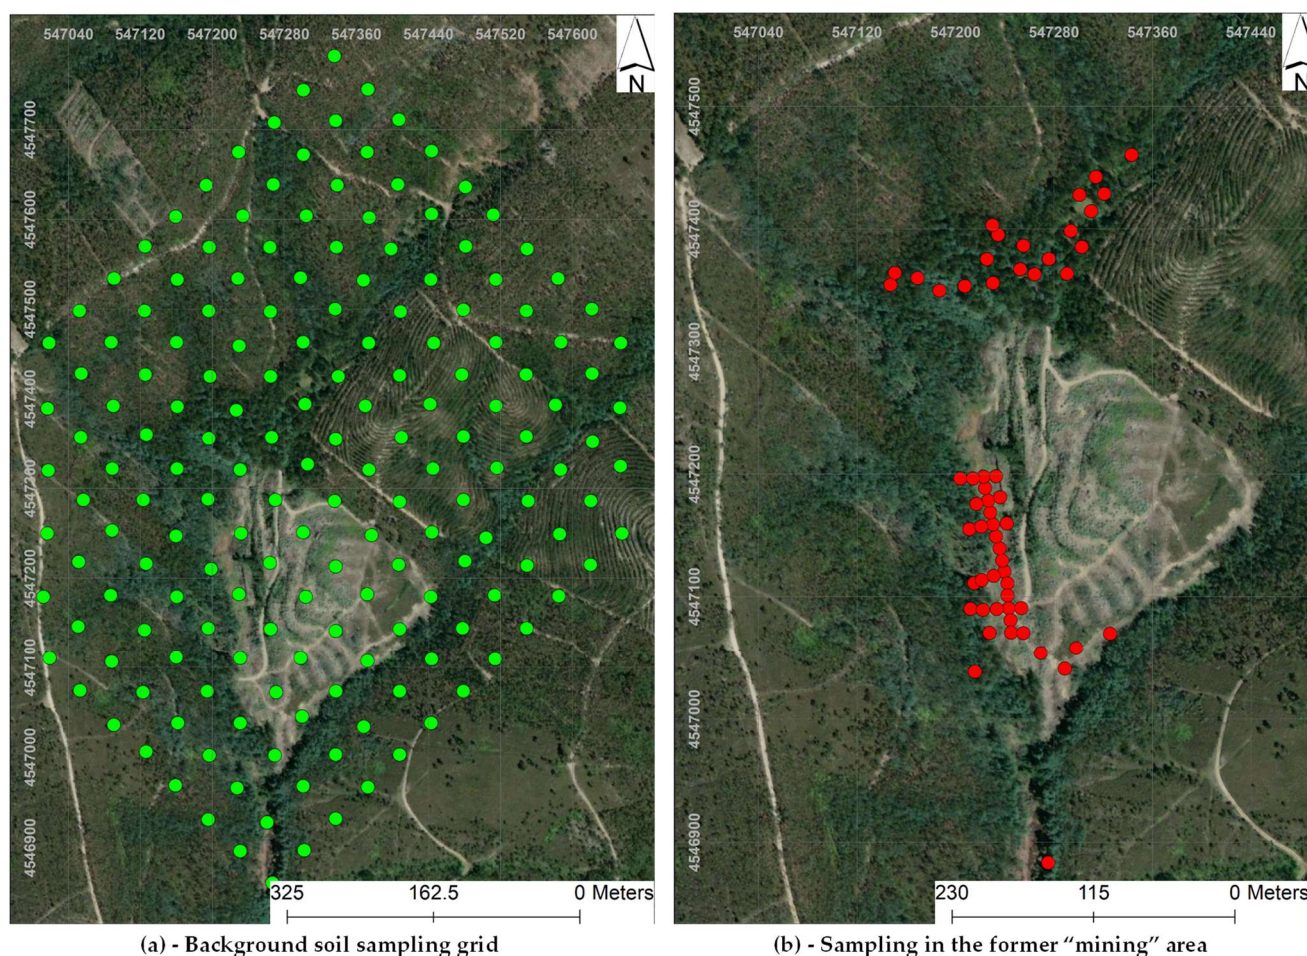 547040 547120 547200 547280 547360 547440 547520 547600
N
4547700
4547600
4547500
4547400
4547300
4547200
4547100
4547000
4546900
325 162.5 0 Meters
(a) - Background soil sampling grid
547040 547120 547200 547280 547360 547440
N
4547500
4547400
4547300
4547200
4547100
4547000
4546900
230 115 0 Meters
(b) - Sampling in the former “mining” area